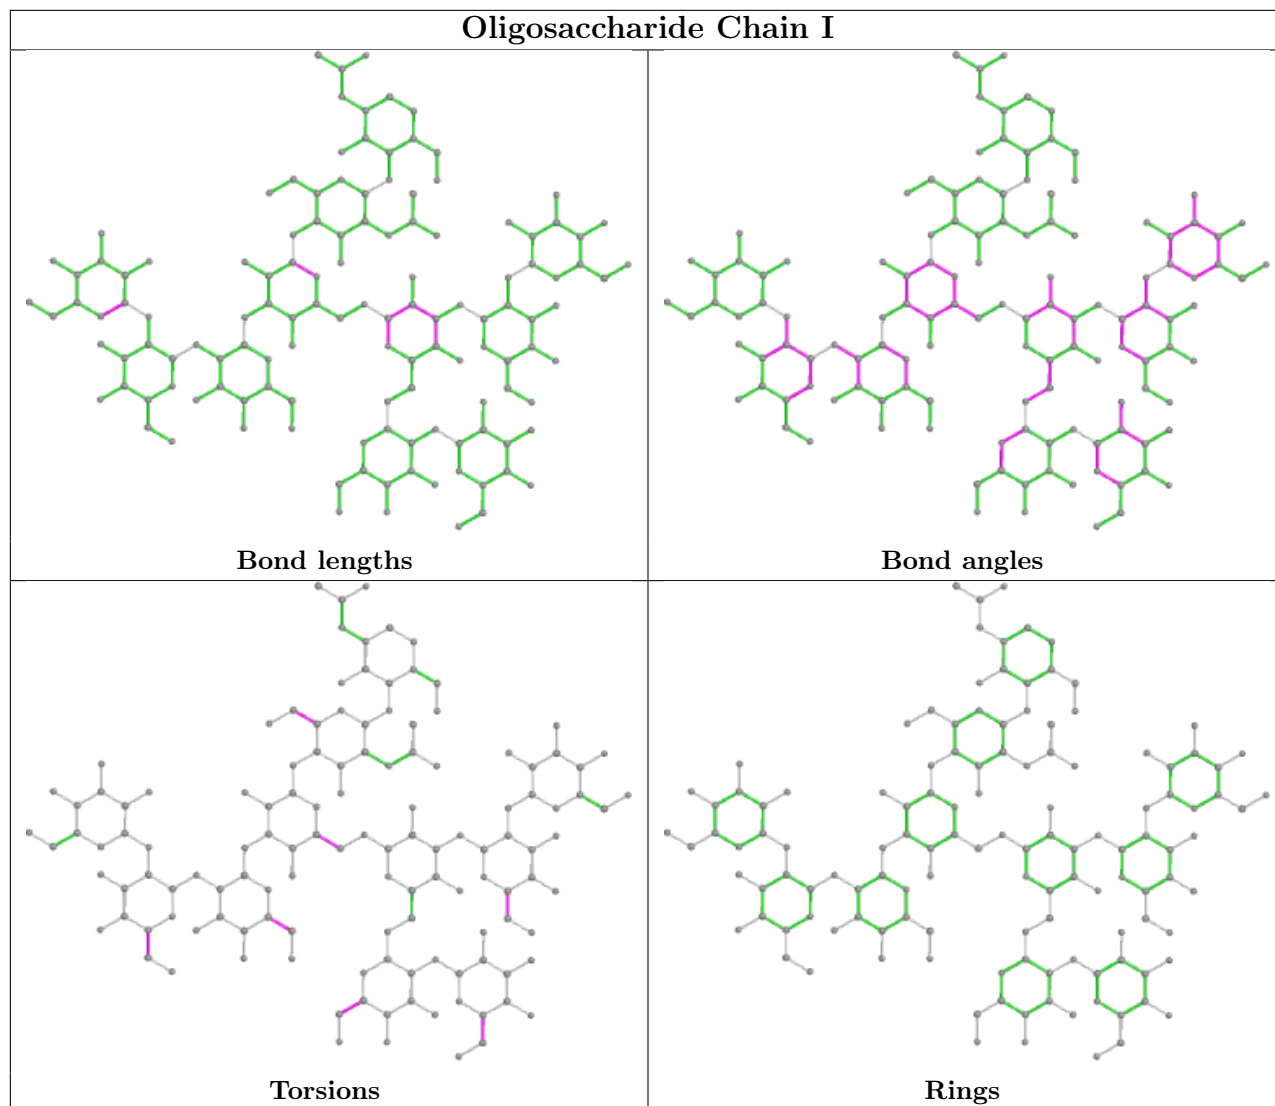 Oligosaccharide Chain I
Bond lengths
Bond angles
Torsions
Rings